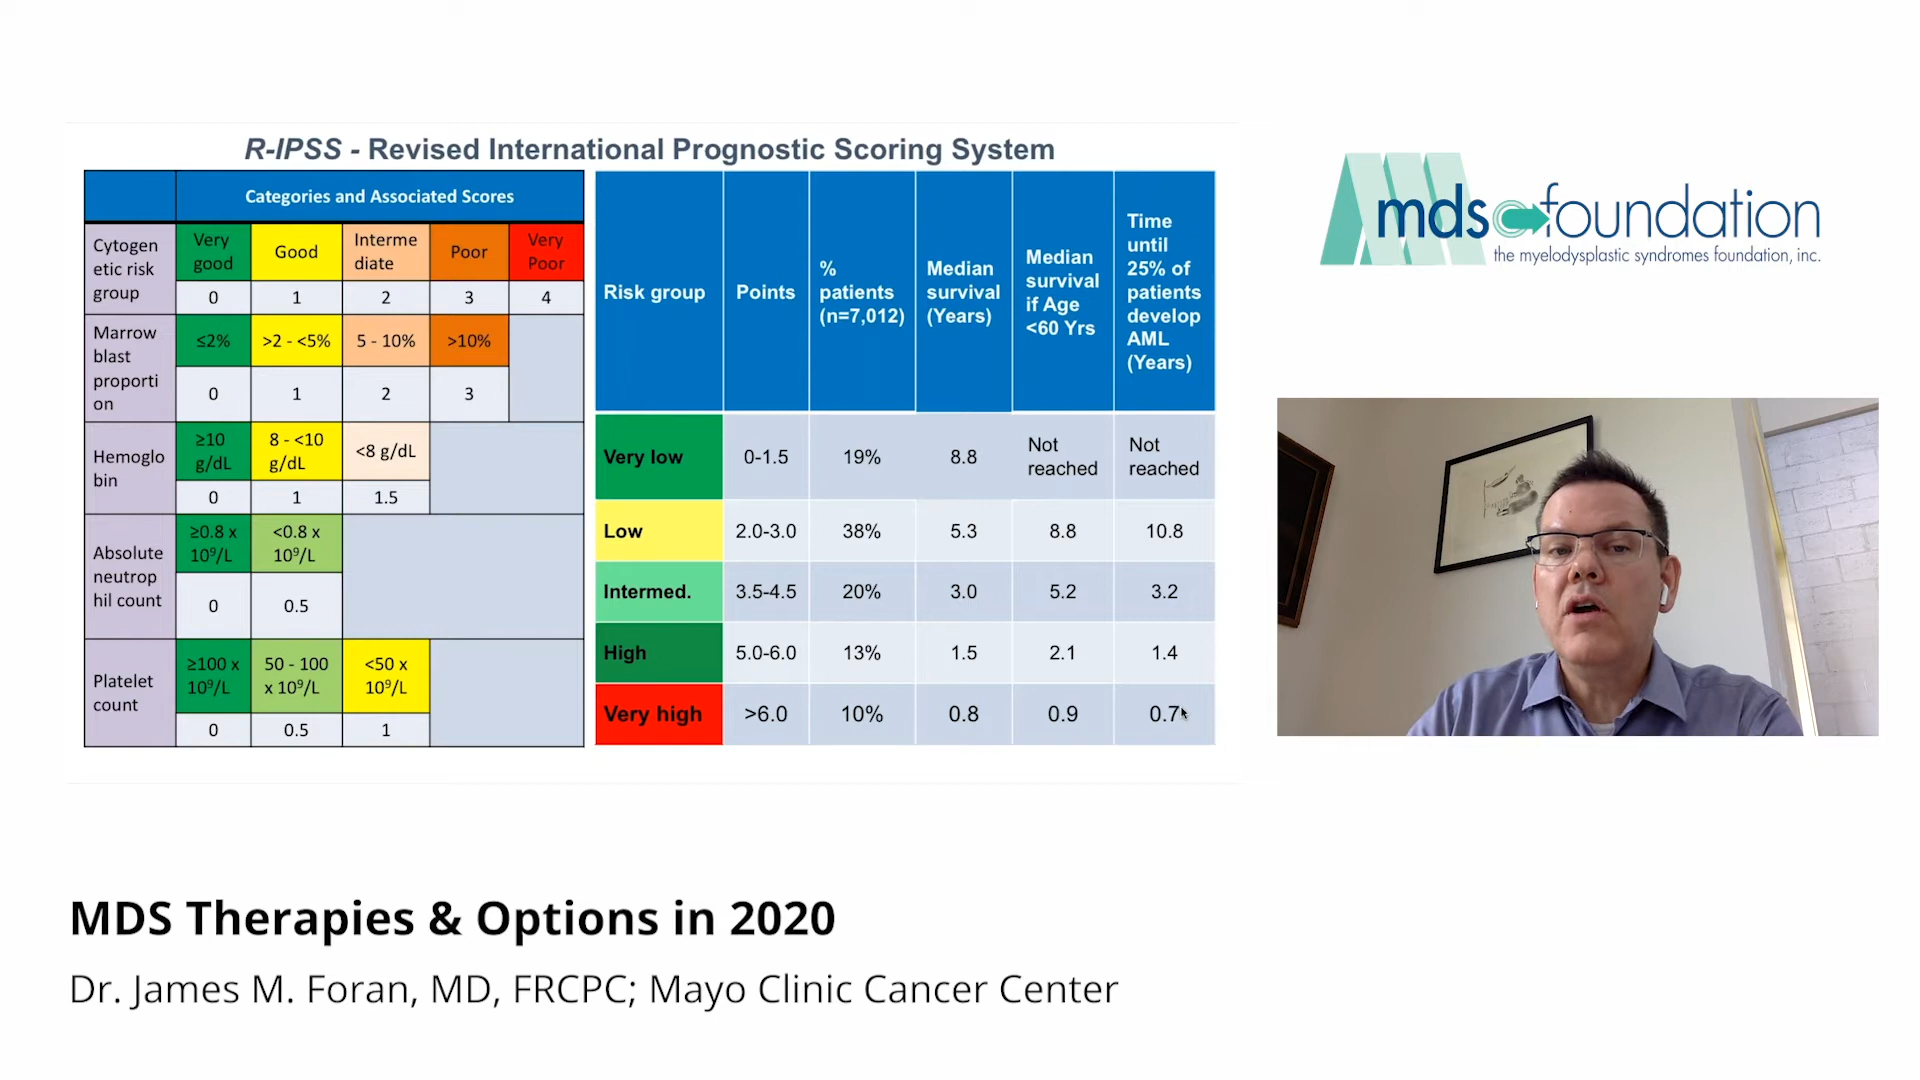 R-IPSS - Revised International Prognostic Scoring System
Categories and Associated Scores
Cytogen
etic risk
group
Very
good
Good
Interme
diate
Poor
Very
Poor
0
1
2
3
4
Marrow
blast
proporti
on
≤2%
>2 - <5%
5 - 10%
>10%
0
1
2
3
Hemoglo
bin
≥10
g/dL
8 - <10
g/dL
<8 g/dL
0
1
1.5
Absolute
neutrop
hil count
≥0.8 x
10⁹/L
<0.8 x
10⁹/L
0
0.5
Platelet
count
≥100 x
10⁹/L
50 - 100
x 10⁹/L
<50 x
10⁹/L
0
0.5
1
Risk group
Points
%
patients
(n=7,012)
Median
survival
(Years)
Median
survival
if Age
<60 Yrs
Time
until
25% of
patients
develop
AML
(Years)
Very low
0-1.5
19%
8.8
Not
reached
Not
reached
Low
2.0-3.0
38%
5.3
8.8
10.8
Intermed.
3.5-4.5
20%
3.0
5.2
3.2
High
5.0-6.0
13%
1.5
2.1
1.4
Very high
>6.0
10%
0.8
0.9
0.7
mds foundation
the myelodysplastic syndromes foundation, inc.
MDS Therapies & Options in 2020
Dr. James M. Foran, MD, FRCPC; Mayo Clinic Cancer Center